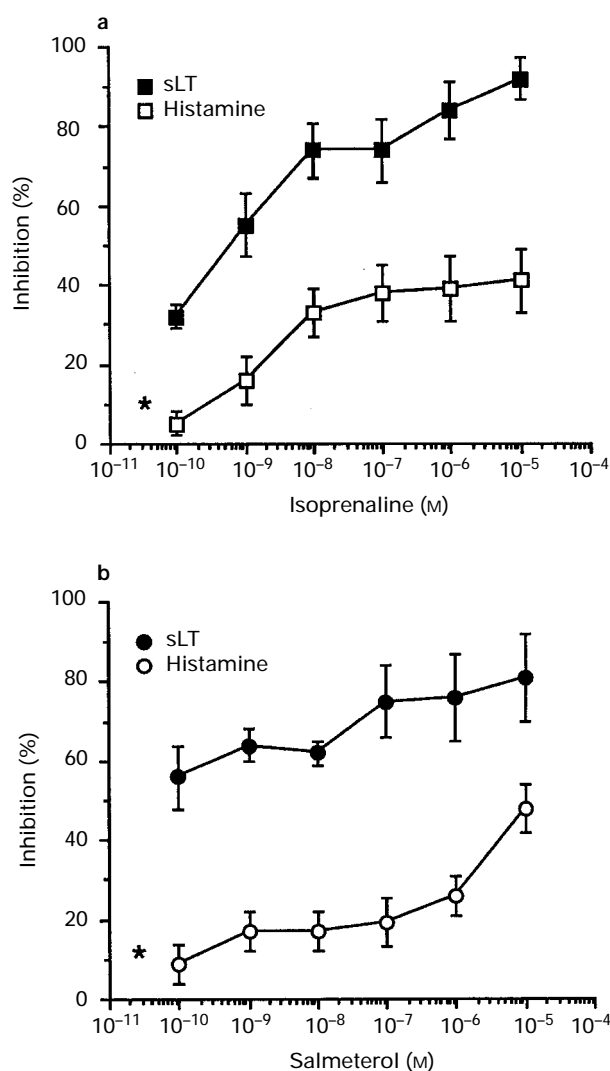 a
100
80
60
40
20
0
sLT
Histamine
Inhibition (%)
*
10⁻¹¹ 10⁻¹⁰ 10⁻⁹ 10⁻⁸ 10⁻⁷ 10⁻⁶ 10⁻⁵ 10⁻⁴
Isoprenaline (M)
b
100
80
60
40
20
0
sLT
Histamine
Inhibition (%)
*
10⁻¹¹ 10⁻¹⁰ 10⁻⁹ 10⁻⁸ 10⁻⁷ 10⁻⁶ 10⁻⁵ 10⁻⁴
Salmeterol (M)